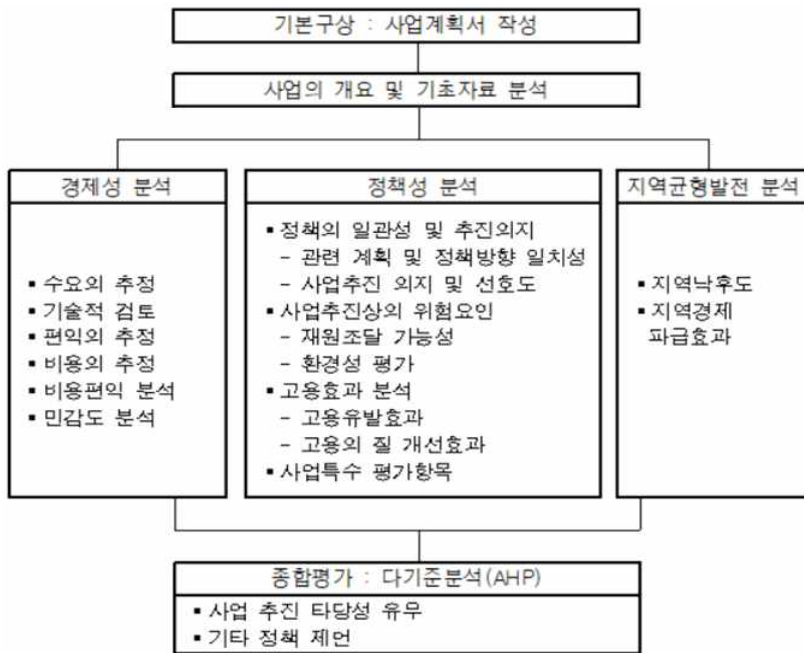 기본구상 : 사업계획서 작성
사업의 개요 및 기초자료 분석
경제성 분석
▪ 수요의 추정
▪ 기술적 검토
▪ 편익의 추정
▪ 비용의 추정
▪ 비용편익 분석
▪ 민감도 분석
정책성 분석
▪ 정책의 일관성 및 추진의지
- 관련 계획 및 정책방향 일치성
- 사업추진 의지 및 선호도
▪ 사업추진상의 위험요인
- 재원조달 가능성
- 환경성 평가
▪ 고용효과 분석
- 고용유발효과
- 고용의 질 개선효과
▪ 사업특수 평가항목
지역균형발전 분석
▪ 지역낙후도
▪ 지역경제
파급효과
종합평가 : 다기준분석(AHP)
▪ 사업 추진 타당성 유무
▪ 기타 정책 제언